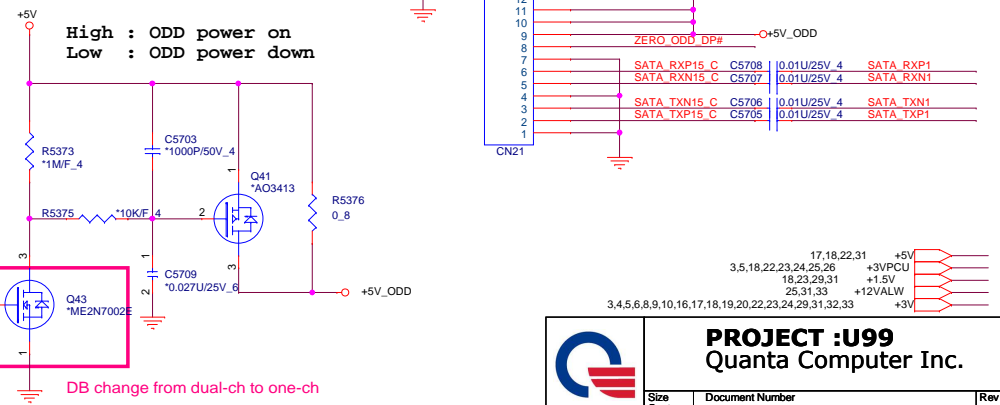 +5V
High : ODD power on
Low : ODD power down
R5373
*1M/F_4
C5703
*1000P/50V_4
1
Q41
*AO3413
R5376
0_8
R5375
*10K/F_4
2
3
1
C5709
*0.027U/25V_6
2
+5V_ODD
3
Q43
*ME2N7002E
1
DB change from dual-ch to one-ch
12
11
10
9
+5V_ODD
8
ZERO_ODD_DP#
7
6
SATA_RXP15_C C5708 0.01U/25V_4 SATA_RXP1
5
SATA_RXN15_C C5707 0.01U/25V_4 SATA_RXN1
4
3
SATA_TXN15_C C5706 0.01U/25V_4 SATA_TXN1
2
SATA_TXP15_C C5705 0.01U/25V_4 SATA_TXP1
1
CN21
17,18,22,31 +5V
3,5,18,22,23,24,25,26 +3VPCU
18,23,29,31 +1.5V
25,31,33 +12VALW
3,4,5,6,8,9,10,16,17,18,19,20,22,23,24,29,31,32,33 +3V
PROJECT :U99
Quanta Computer Inc.
Size Document Number Rev